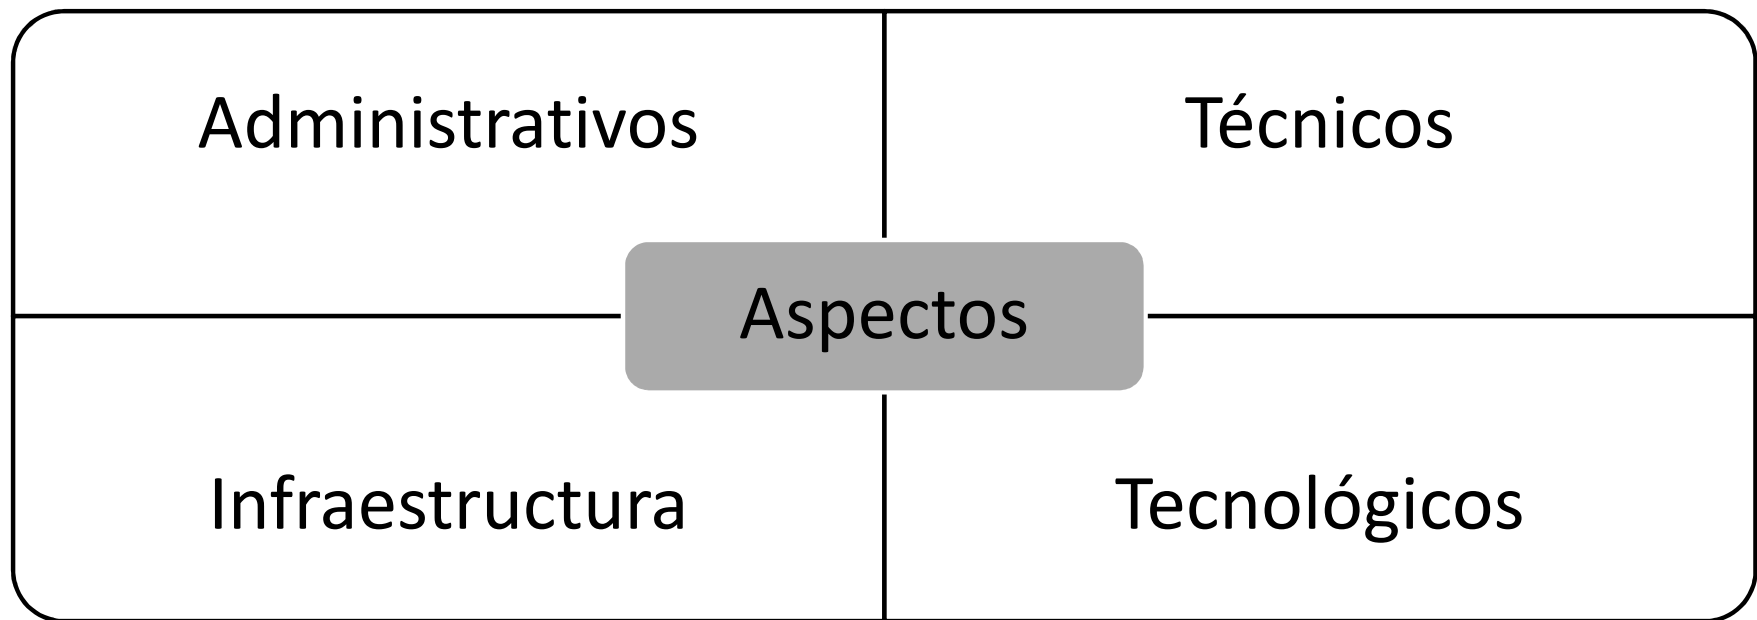 Administrativos
Técnicos
Aspectos
Infraestructura
Tecnológicos